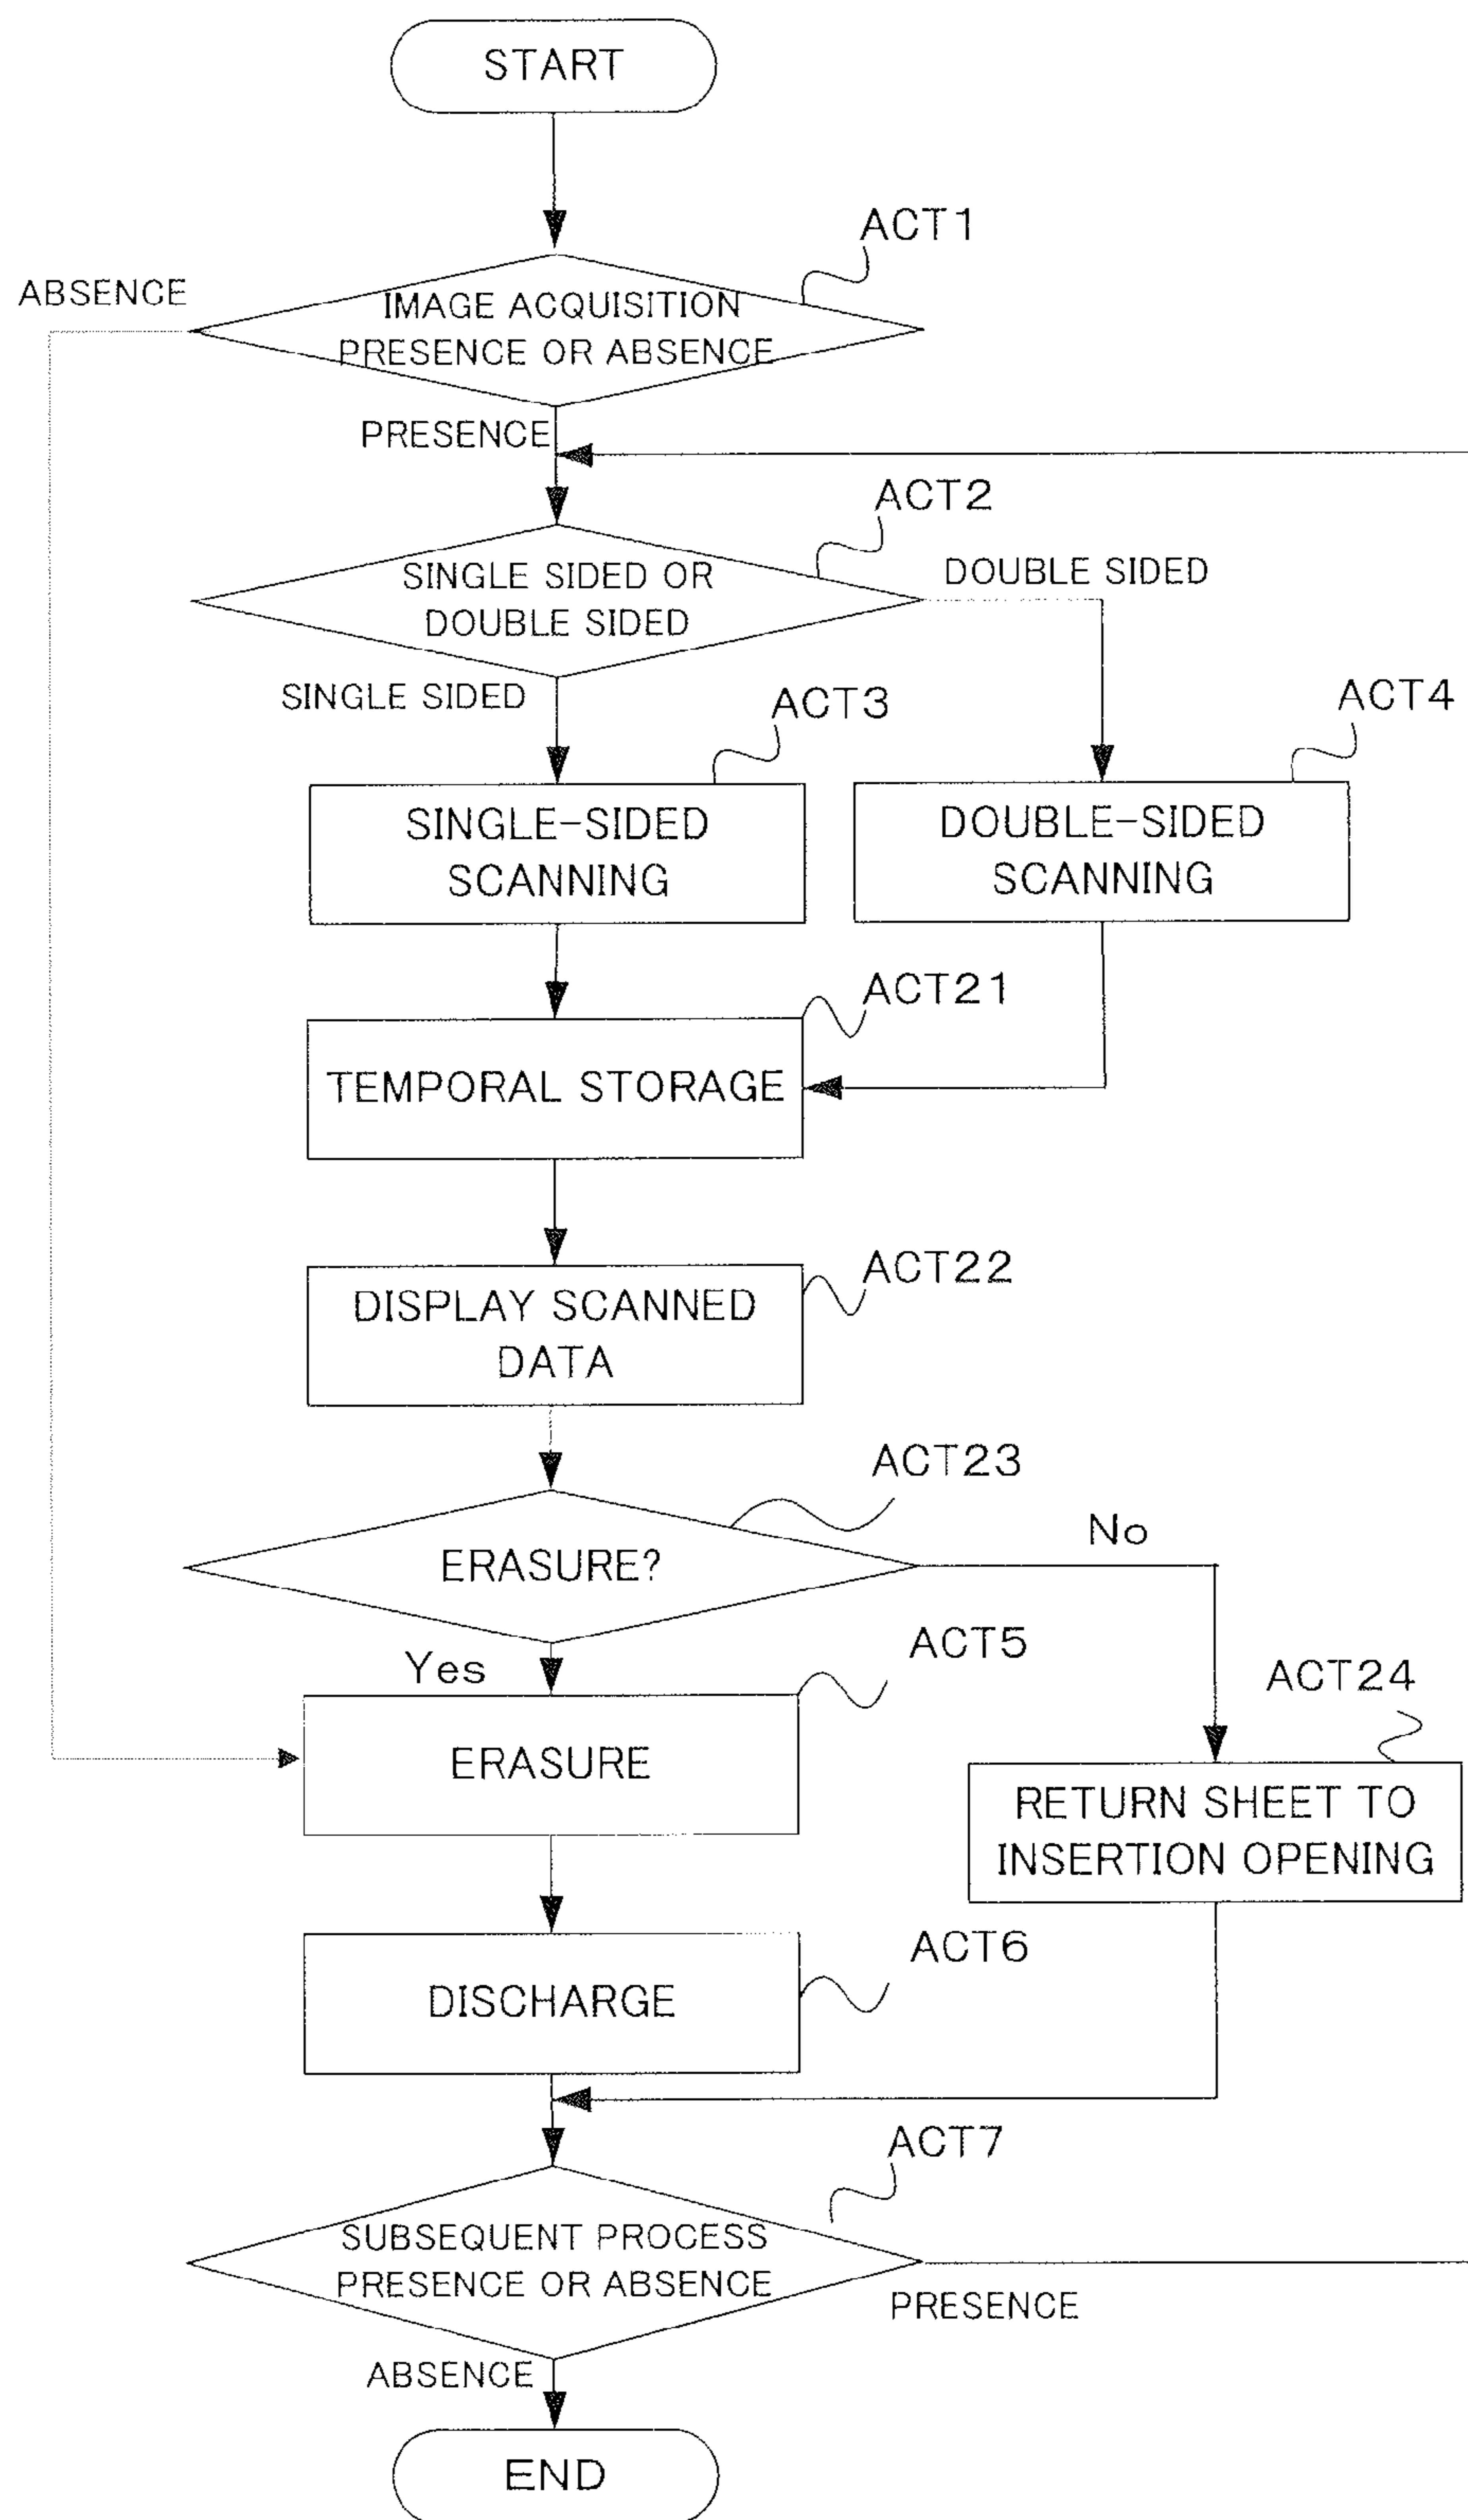 START
ACT1
ABSENCE
IMAGE ACQUISITION
PRESENCE OR ABSENCE
PRESENCE
ACT2
SINGLE SIDED OR
DOUBLE SIDED
DOUBLE SIDED
SINGLE SIDED
ACT3
ACT4
SINGLE-SIDED
SCANNING
DOUBLE-SIDED
SCANNING
ACT21
TEMPORAL STORAGE
ACT22
DISPLAY SCANNED
DATA
ACT23
ERASURE?
No
Yes
ACT5
ERASURE
ACT24
RETURN SHEET TO
INSERTION OPENING
ACT6
DISCHARGE
ACT7
SUBSEQUENT PROCESS
PRESENCE OR ABSENCE
PRESENCE
ABSENCE
END